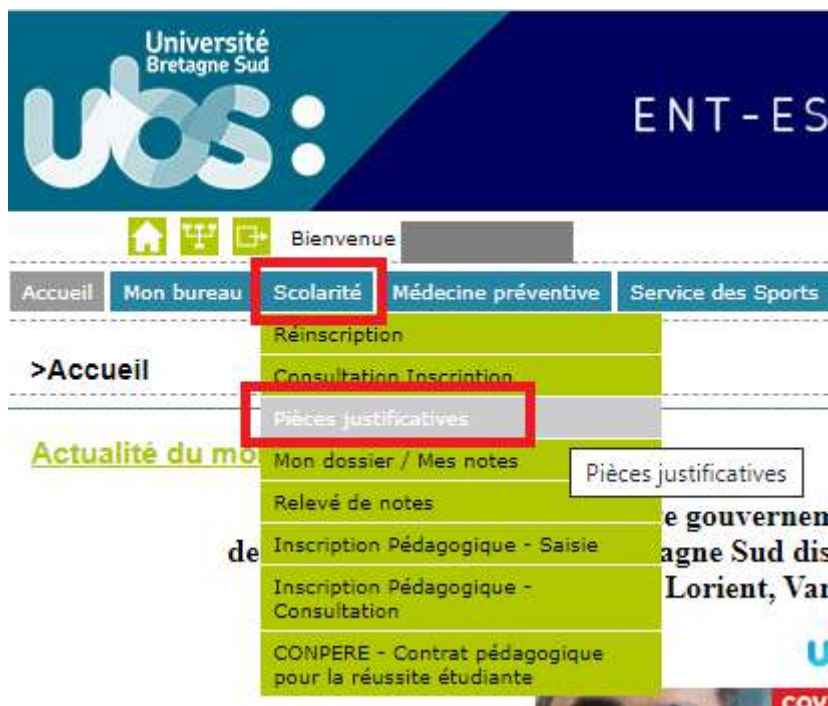 Université
Bretagne Sud
ubs:
ENT-ES
Bienvenue
Accueil Mon bureau Scolarité Médecine préventive Service des Sports
Réinscription
>Accueil
Consultation Inscription
Pièces justificatives
Actualité du mo
Mon dossier / Mes notes
Pièces justificatives
Relevé de notes
e gouvernem
de
Inscription Pédagogique - Saisie
agne Sud dis
Inscription Pédagogique -
Consultation
Lorient, Van
CONPERE - Contrat pédagogique
pour la réussite étudiante
U
COV